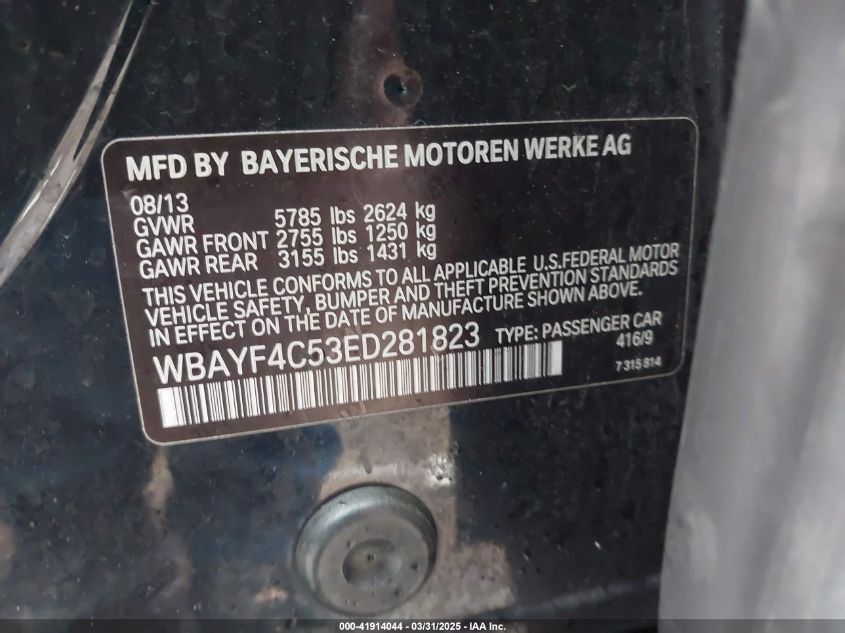 MFD BY BAYERISCHE MOTOREN WERKE AG
08/13
GVWR 5785 lbs 2624 kg
GAWR FRONT 2755 lbs 1250 kg
GAWR REAR 3155 lbs 1431 kg
THIS VEHICLE CONFORMS TO ALL APPLICABLE U.S.FEDERAL MOTOR
VEHICLE SAFETY, BUMPER AND THEFT PREVENTION STANDARDS
IN EFFECT ON THE DATE OF MANUFACTURE SHOWN ABOVE.
WBAYF4C53ED281823 TYPE: PASSENGER CAR
416/9
7 315 814
000-41914044 - 03/31/2025 - IAA Inc.